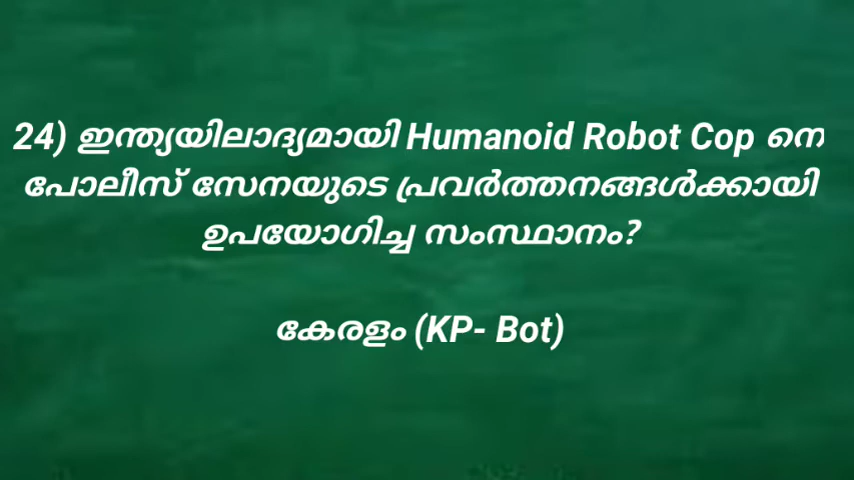 24) ഇന്ത്യയിലാദ്യമായി Humanoid Robot Cop നെ
പോലീസ് സേനയുടെ പ്രവർത്തനങ്ങൾക്കായി
ഉപയോഗിച്ച സംസ്ഥാനം?
കേരളം (KP- Bot)